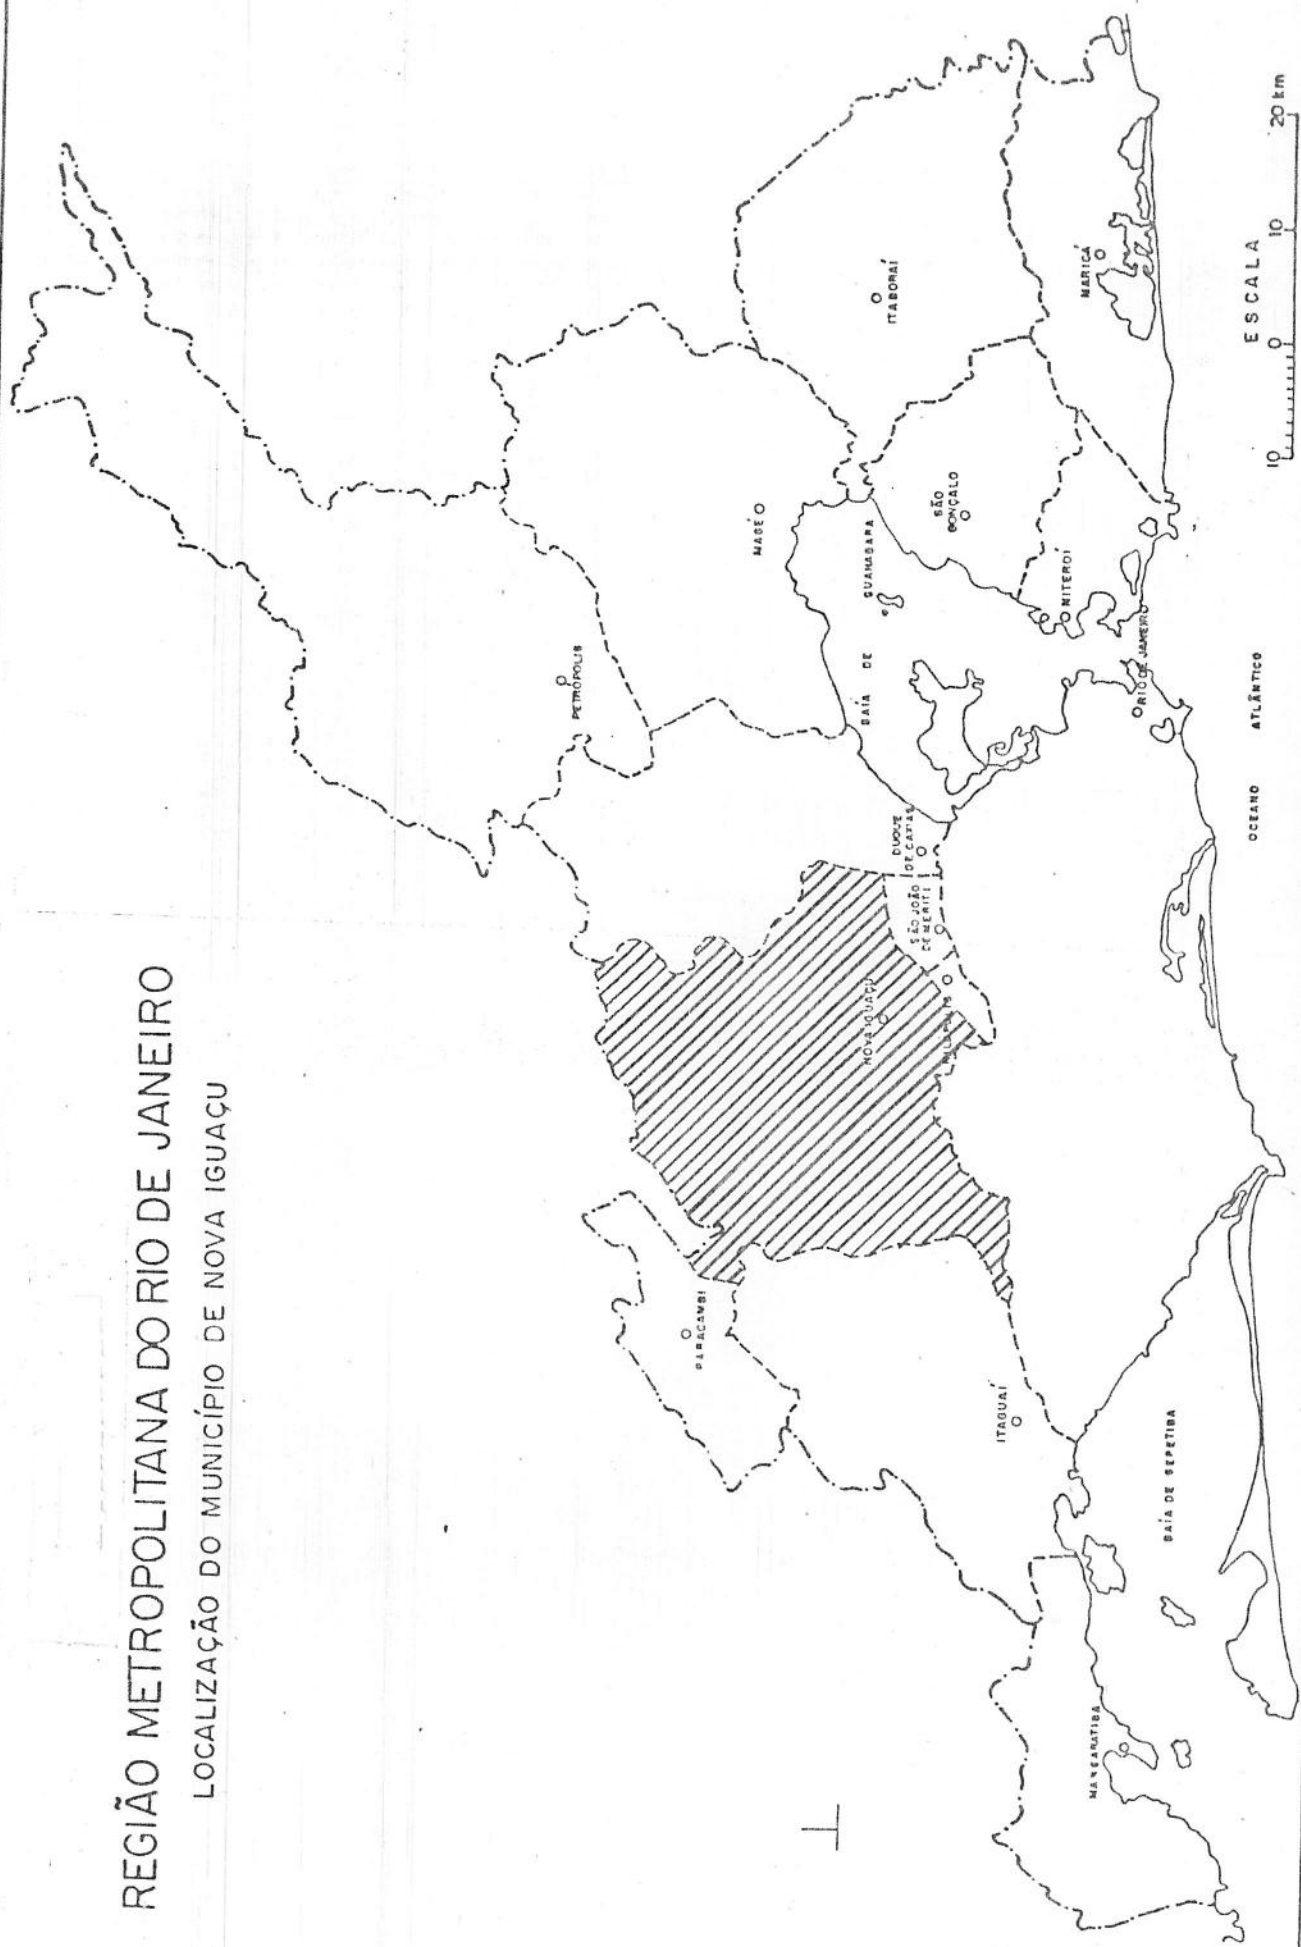 REGIÃO METROPOLITANA DO RIO DE JANEIRO
LOCALIZAÇÃO DO MUNICÍPIO DE NOVA IGUAÇU
PETRÓPOLIS
PARACAMBI
MAGÉ
ITABORAÍ
BAÍA DE GUANABARA
NOVA IGUAÇU
DUQUE
DE CAXIAS
SÃO JOÃO
DE MERITI
NILÓPOLIS
SÃO
GONÇALO
ITAGUAÍ
NITERÓI
MARICÁ
MANGARATIBA
RIO DE JANEIRO
BAÍA DE SEPETIBA
OCEANO ATLÂNTICO
ESCALA
10 0 10 20 km